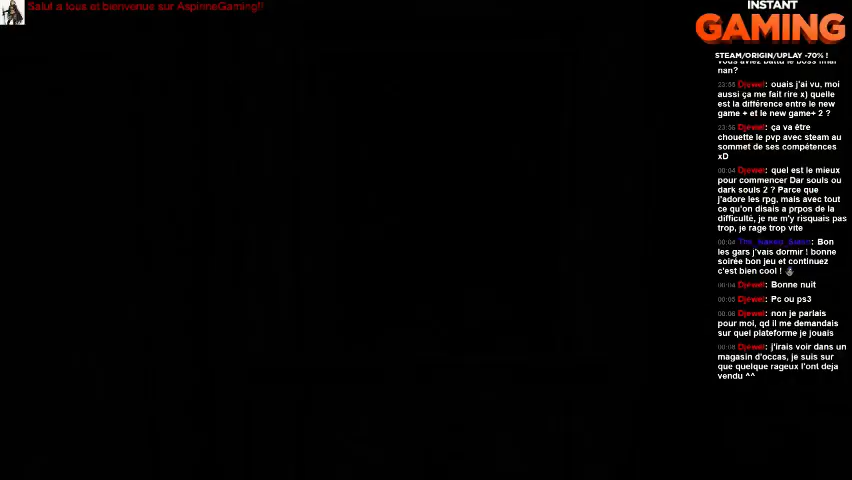 Salut a tous et bienvenue sur AspirineGaming!!
INSTANT
GAMING
STEAM/ORIGIN/UPLAY -70% !
vous aviez battu le boss final
nan?
23:55 Djewel: ouais j'ai vu, moi
aussi ça me fait rire x) quelle
est la différence entre le new
game + et le new game+ 2 ?
23:56 Djewel: ça va être
chouette le pvp avec steam au
sommet de ses compétences
xD
00:04 Djewel: quel est le mieux
pour commencer Dar souls ou
dark souls 2 ? Parce que
j'adore les rpg, mais avec tout
ce qu'on disais a prpos de la
difficulté, je ne m'y risquais pas
trop, je rage trop vite
00:04 Bon
les gars j'vais dormir ! bonne
soirée bon jeu et continuez
c'est bien cool !
00:04 Djewel: Bonne nuit
00:05 Djewel: Pc ou ps3
00:06 Djewel: non je parlais
pour moi, qd il me demandais
sur quel plateforme je jouais
00:08 Djewel: j'irais voir dans un
magasin d'occas, je suis sur
que quelque rageux l'ont deja
vendu ^^